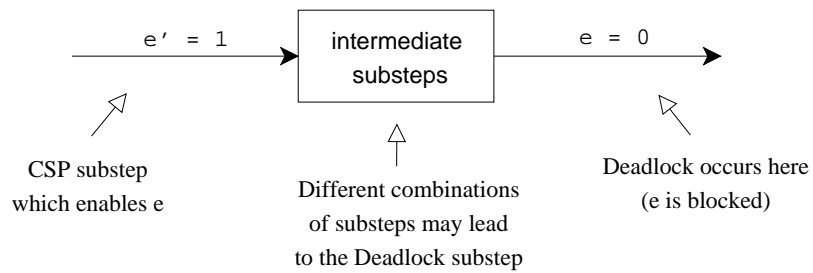 e’ = 1
intermediate
substeps
e = 0
CSP substep
which enables e
Different combinations
of substeps may lead
to the Deadlock substep
Deadlock occurs here
(e is blocked)